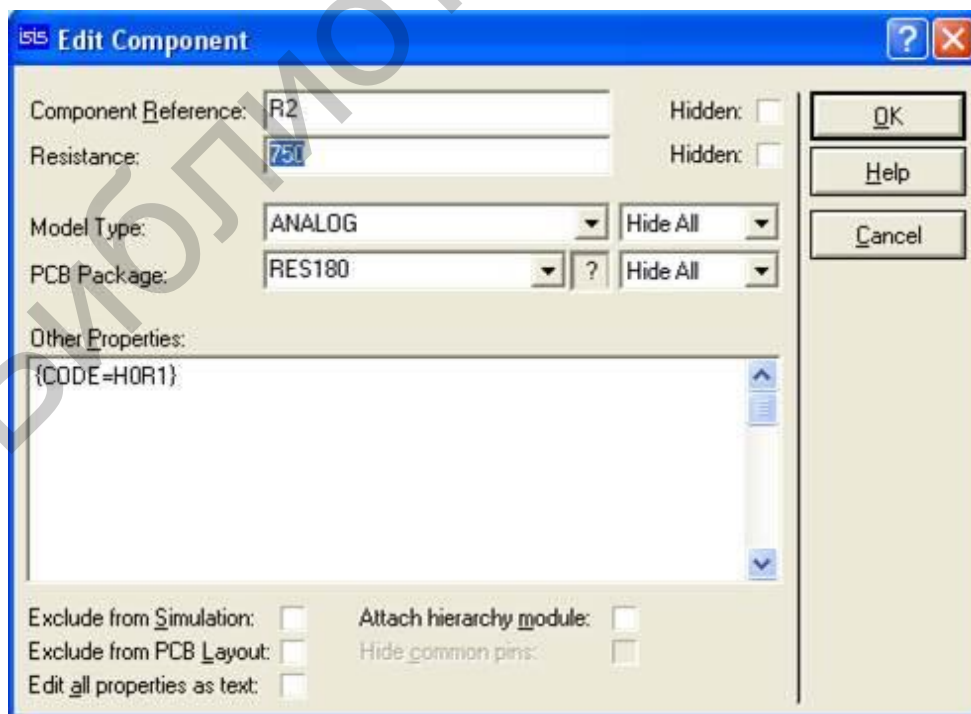 isis Edit Component
Component Reference: R2 Hidden:
Resistance: 750 Hidden:
Model Type: ANALOG Hide All
PCB Package: RES180 ? Hide All
Other Properties:
{CODE=H0R1}
Exclude from Simulation: Attach hierarchy module:
Exclude from PCB Layout: Hide common pins:
Edit all properties as text:
OK
Help
Cancel